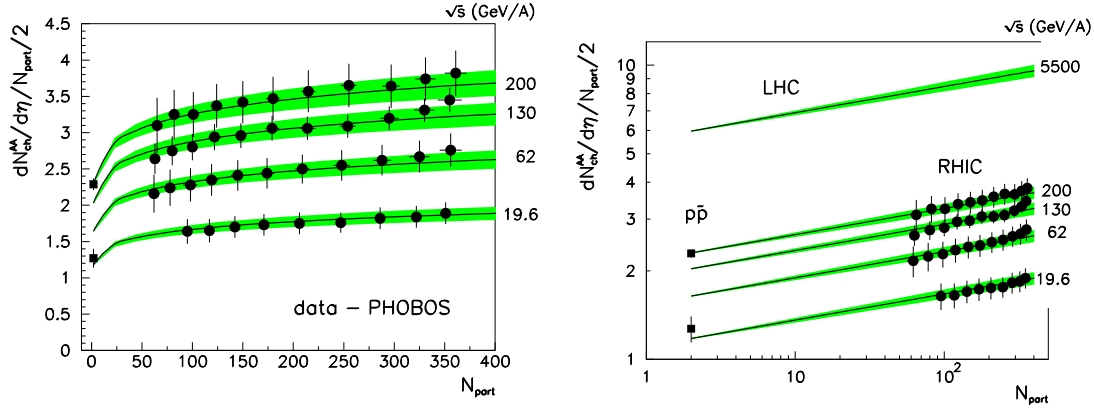 √s (GeV/A)
dN^AA_ch/dη/N_part/2
4.5
4
3.5
3
2.5
2
1.5
1
0.5
0
200
130
62
19.6
data – PHOBOS
0 50 100 150 200 250 300 350 400
N_part
√s (GeV/A)
dN^AA_ch/dη/N_part/2
10
9
8
7
6
5
4
3
2
1
5500
LHC
RHIC
pp̄
200
130
62
19.6
1 10 10^2
N_part